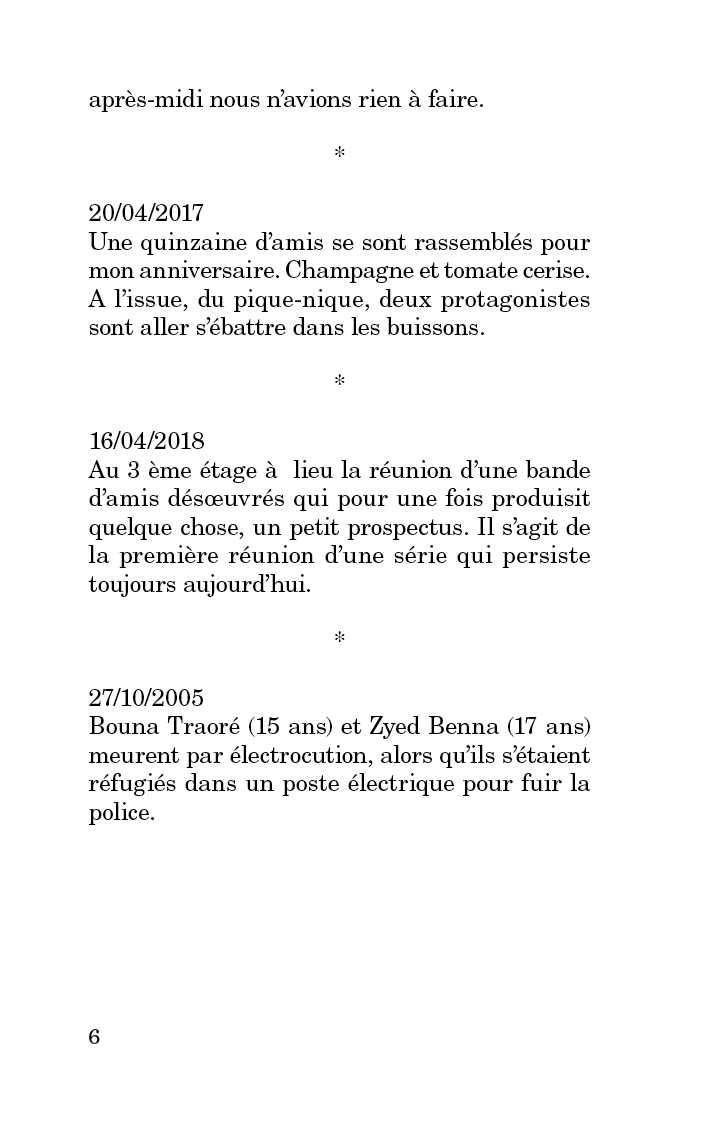 après-midi nous n’avions rien à faire.
*
20/04/2017
Une quinzaine d’amis se sont rassemblés pour
mon anniversaire. Champagne et tomate cerise.
A l’issue, du pique-nique, deux protagonistes
sont aller s’ébattre dans les buissons.
*
16/04/2018
Au 3 ème étage à  lieu la réunion d’une bande
d’amis désœuvrés qui pour une fois produisit
quelque chose, un petit prospectus. Il s’agit de
la première réunion d’une série qui persiste
toujours aujourd’hui.
*
27/10/2005
Bouna Traoré (15 ans) et Zyed Benna (17 ans)
meurent par électrocution, alors qu’ils s’étaient
réfugiés dans un poste électrique pour fuir la
police.
6